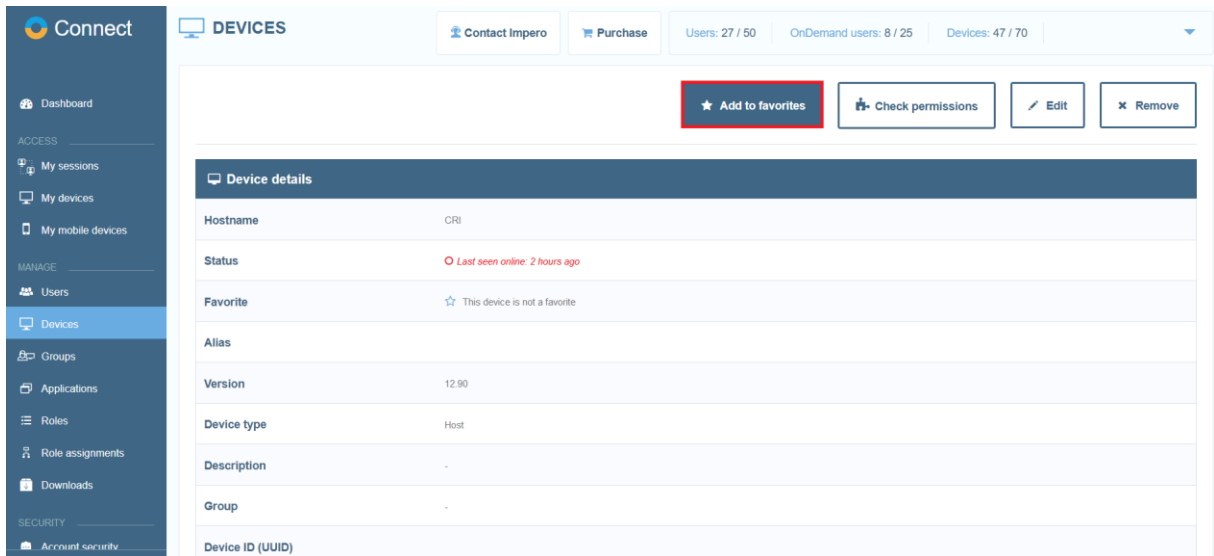 Connect
DEVICES
Contact Impero
Purchase
Users: 27 / 50
OnDemand users: 8 / 25
Devices: 47 / 70
Dashboard
ACCESS
My sessions
My devices
My mobile devices
MANAGE
Users
Devices
Groups
Applications
Roles
Role assignments
Downloads
SECURITY
Account security
Add to favorites
Check permissions
Edit
Remove
Device details
Hostname CRI
Status Last seen online: 2 hours ago
Favorite This device is not a favorite
Alias
Version 12.90
Device type Host
Description -
Group -
Device ID (UUID)